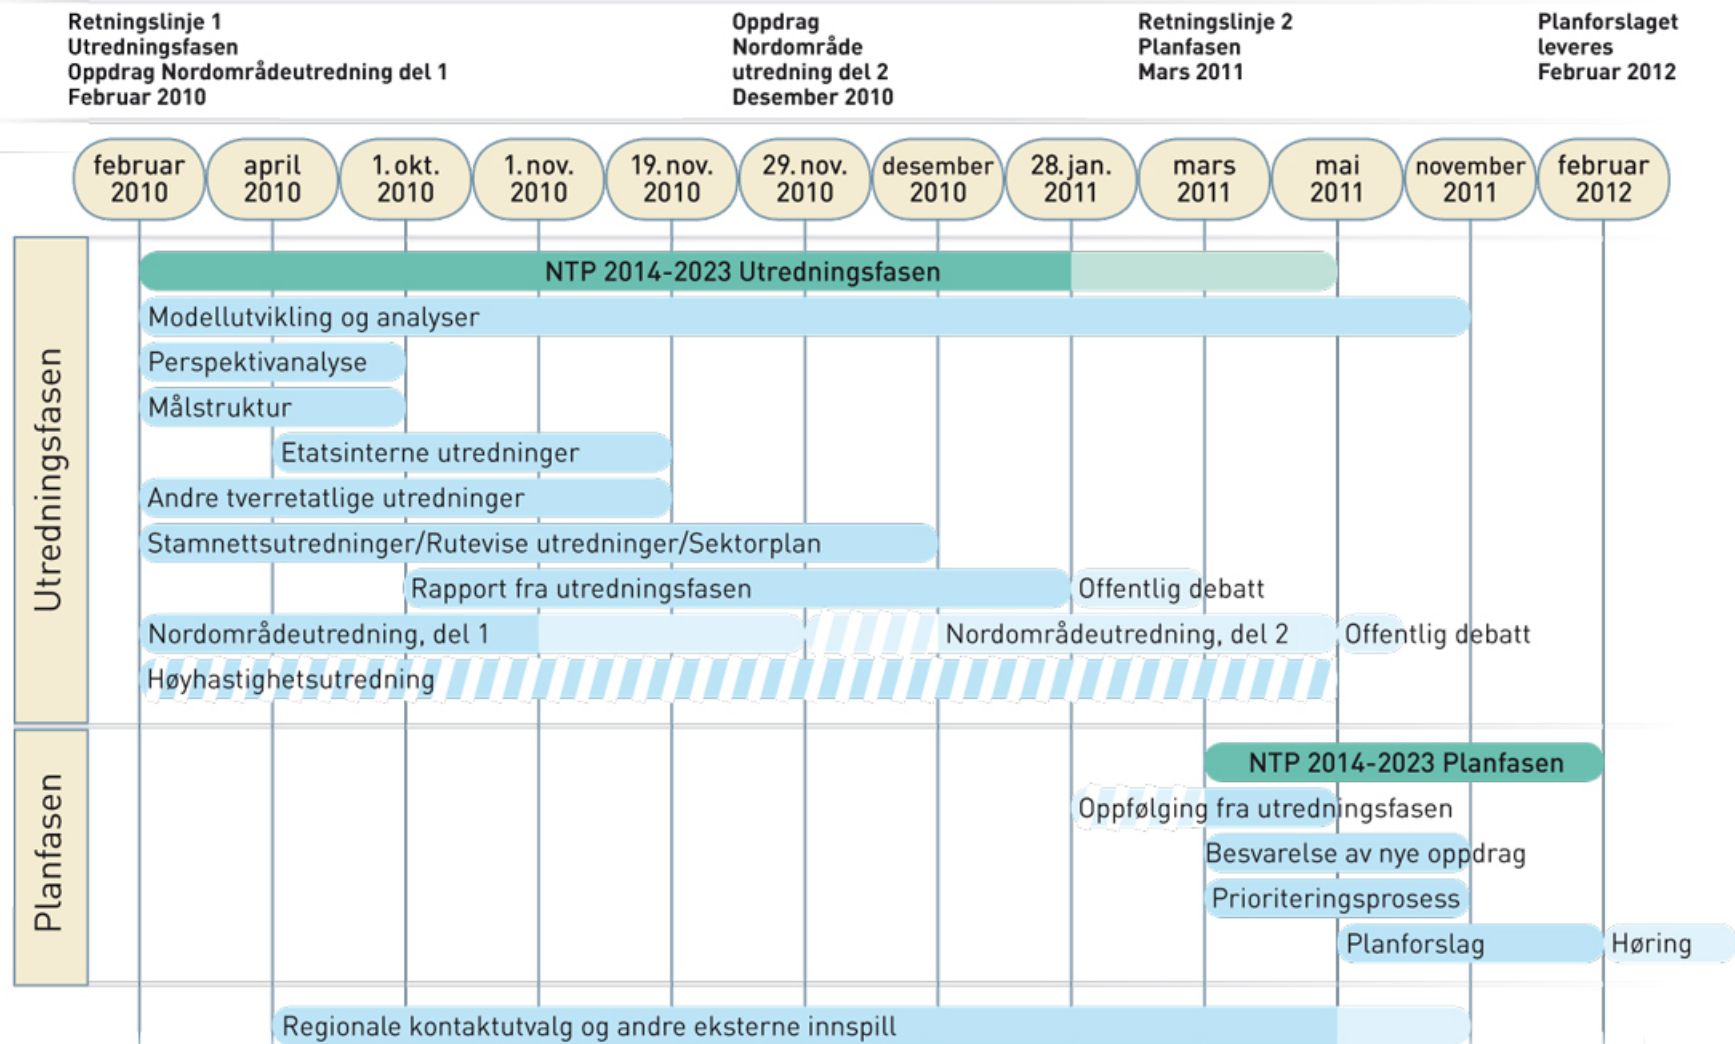 Retningslinje 1
Utredningsfasen
Oppdrag Nordområdeutredning del 1
Februar 2010
Oppdrag
Nordområde
utredning del 2
Desember 2010
Retningslinje 2
Planfasen
Mars 2011
Planforslaget
leveres
Februar 2012
februar
2010
april
2010
1. okt.
2010
1. nov.
2010
19. nov.
2010
29. nov.
2010
desember
2010
28. jan.
2011
mars
2011
mai
2011
november
2011
februar
2012
Utredningsfasen
NTP 2014-2023 Utredningsfasen
Modellutvikling og analyser
Perspektivanalyse
Målstruktur
Etatsinterne utredninger
Andre tverretatlige utredninger
Stamnettsutredninger/Rutevise utredninger/Sektorplan
Rapport fra utredningsfasen
Offentlig debatt
Nordområdeutredning, del 1
Nordområdeutredning, del 2
Offentlig debatt
Høyhastighetsutredning
Planfasen
NTP 2014-2023 Planfasen
Oppfølging fra utredningsfasen
Besvarelse av nye oppdrag
Prioriteringsprosess
Planforslag
Høring
Regionale kontaktutvalg og andre eksterne innspill